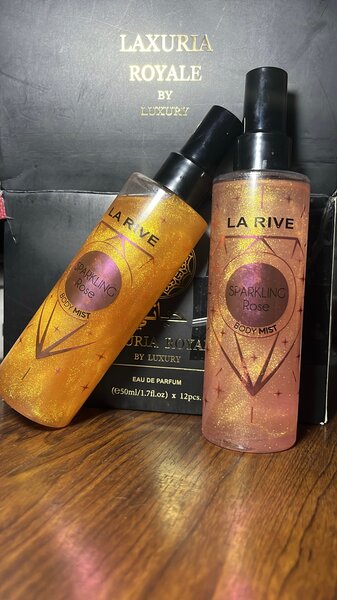 LAXURIA
ROYALE
BY
LUXURY
LA RIVE
SPARKLING
Rose
BODY MIST
LA RIVE
SPARKLING
Rose
BODY MIST
URIA ROYA
BY LUXURY
EAU DE PARFUM
(℮50ml/1.7fl.oz) x 12pcs.